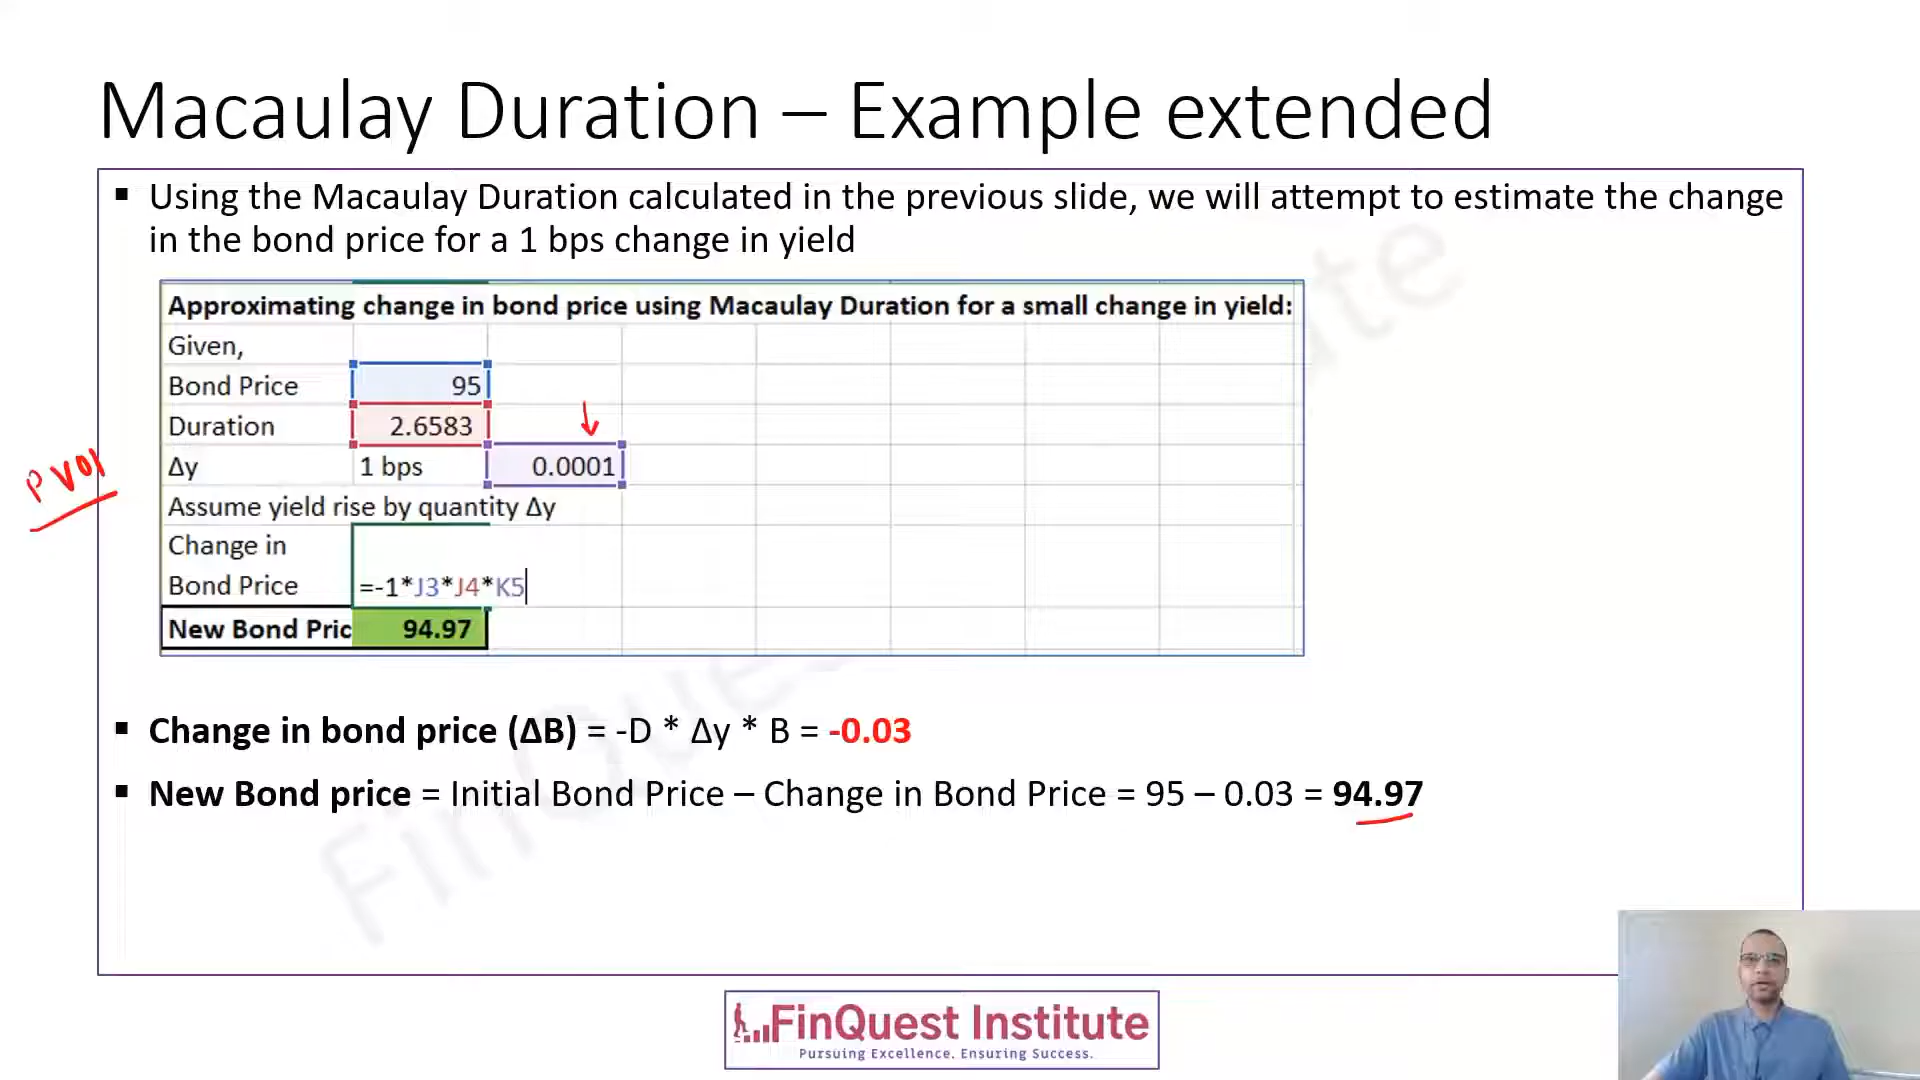 Macaulay Duration – Example extended
▪ Using the Macaulay Duration calculated in the previous slide, we will attempt to estimate the change
in the bond price for a 1 bps change in yield
Approximating change in bond price using Macaulay Duration for a small change in yield:
Given,
Bond Price 95
Duration 2.6583
Δy 1 bps 0.0001
PV01
Assume yield rise by quantity Δy
Change in
Bond Price =-1*J3*J4*K5
New Bond Pric 94.97
▪ Change in bond price (ΔB) = -D * Δy * B = -0.03
▪ New Bond price = Initial Bond Price – Change in Bond Price = 95 – 0.03 = 94.97
FinQuest Institute
Pursuing Excellence. Ensuring Success.